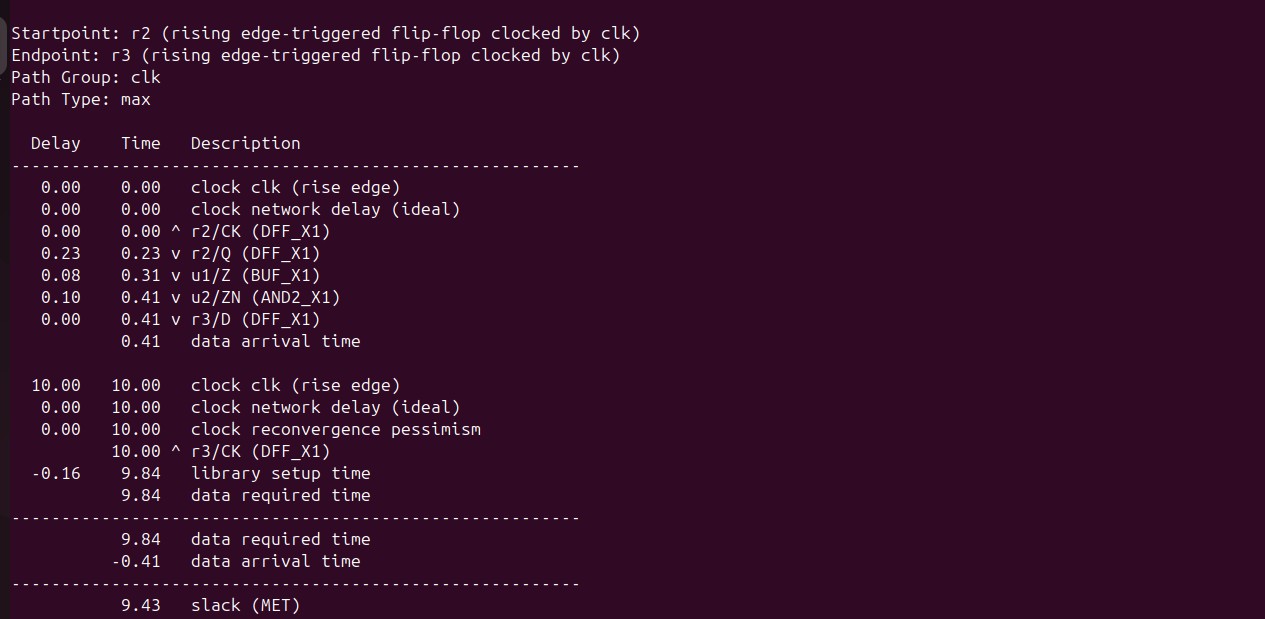 Startpoint: r2 (rising edge-triggered flip-flop clocked by clk)
Endpoint: r3 (rising edge-triggered flip-flop clocked by clk)
Path Group: clk
Path Type: max
  Delay    Time   Description
---------------------------------------------------------
   0.00    0.00   clock clk (rise edge)
   0.00    0.00   clock network delay (ideal)
   0.00    0.00 ^ r2/CK (DFF_X1)
   0.23    0.23 v r2/Q (DFF_X1)
   0.08    0.31 v u1/Z (BUF_X1)
   0.10    0.41 v u2/ZN (AND2_X1)
   0.00    0.41 v r3/D (DFF_X1)
           0.41   data arrival time
  10.00   10.00   clock clk (rise edge)
   0.00   10.00   clock network delay (ideal)
   0.00   10.00   clock reconvergence pessimism
          10.00 ^ r3/CK (DFF_X1)
  -0.16    9.84   library setup time
           9.84   data required time
---------------------------------------------------------
           9.84   data required time
          -0.41   data arrival time
---------------------------------------------------------
           9.43   slack (MET)